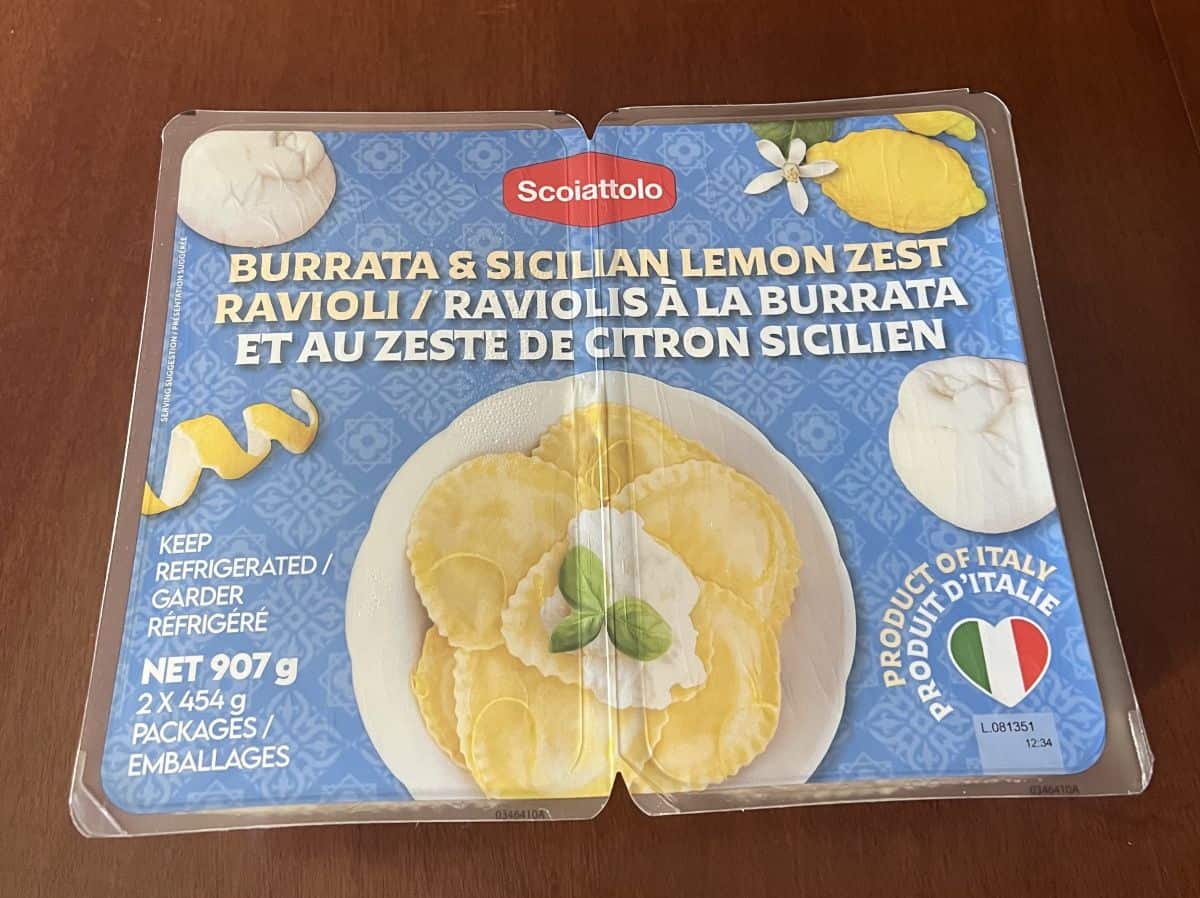 Scoiattolo
BURRATA & SICILIAN LEMON ZEST
RAVIOLI / RAVIOLIS À LA BURRATA
ET AU ZESTE DE CITRON SICILIEN
SERVING SUGGESTION / PRÉSENTATION SUGGÉRÉE
KEEP
REFRIGERATED /
GARDER
RÉFRIGÉRÉ
NET 907 g
2 X 454 g
PACKAGES /
EMBALLAGES
PRODUCT OF ITALY
PRODUIT D'ITALIE
L.081351
12:34
0346410A
0346410A